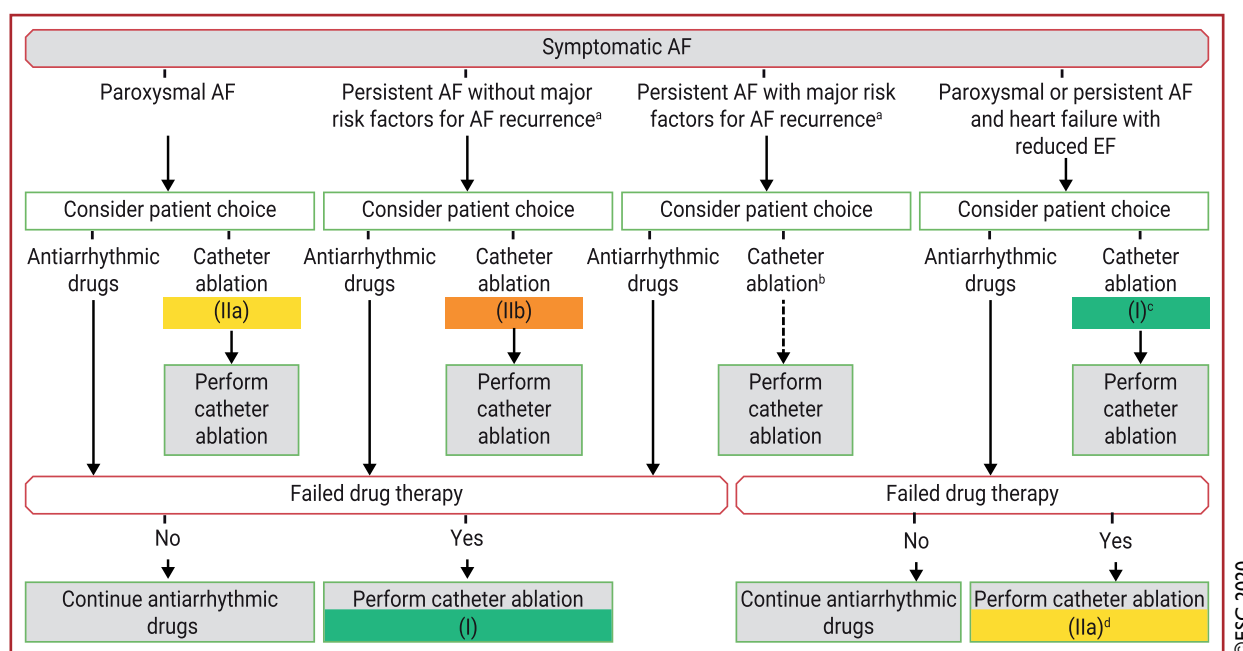 Symptomatic AF
Paroxysmal AF
Persistent AF without major
risk factors for AF recurrenceᵃ
Persistent AF with major risk
factors for AF recurrenceᵃ
Paroxysmal or persistent AF
and heart failure with
reduced EF
Consider patient choice
Consider patient choice
Consider patient choice
Consider patient choice
Antiarrhythmic
drugs
Catheter
ablation
(IIa)
Antiarrhythmic
drugs
Catheter
ablation
(IIb)
Antiarrhythmic
drugs
Catheter
ablationᵇ
Antiarrhythmic
drugs
Catheter
ablation
(I)ᶜ
Perform
catheter
ablation
Perform
catheter
ablation
Perform
catheter
ablation
Perform
catheter
ablation
Failed drug therapy
Failed drug therapy
No
Yes
No
Yes
Continue antiarrhythmic
drugs
Perform catheter ablation
(I)
Continue antiarrhythmic
drugs
Perform catheter ablation
(IIa)ᵈ
©ESC 2020